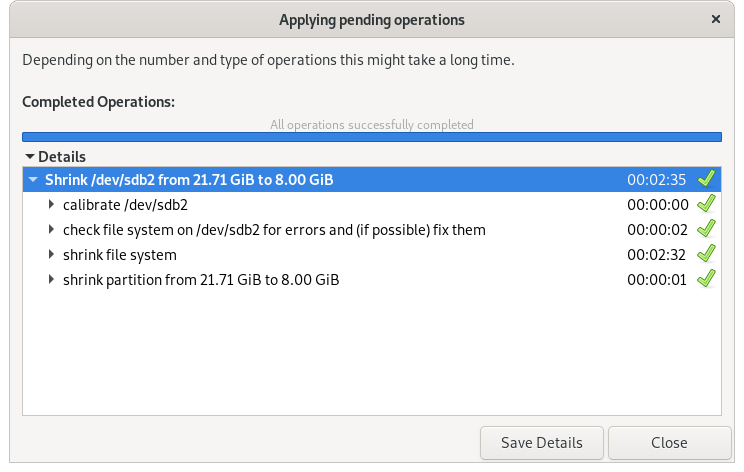 Applying pending operations
Depending on the number and type of operations this might take a long time.
Completed Operations:
All operations successfully completed
Details
Shrink /dev/sdb2 from 21.71 GiB to 8.00 GiB 00:02:35
calibrate /dev/sdb2 00:00:00
check file system on /dev/sdb2 for errors and (if possible) fix them 00:00:02
shrink file system 00:02:32
shrink partition from 21.71 GiB to 8.00 GiB 00:00:01
Save Details Close